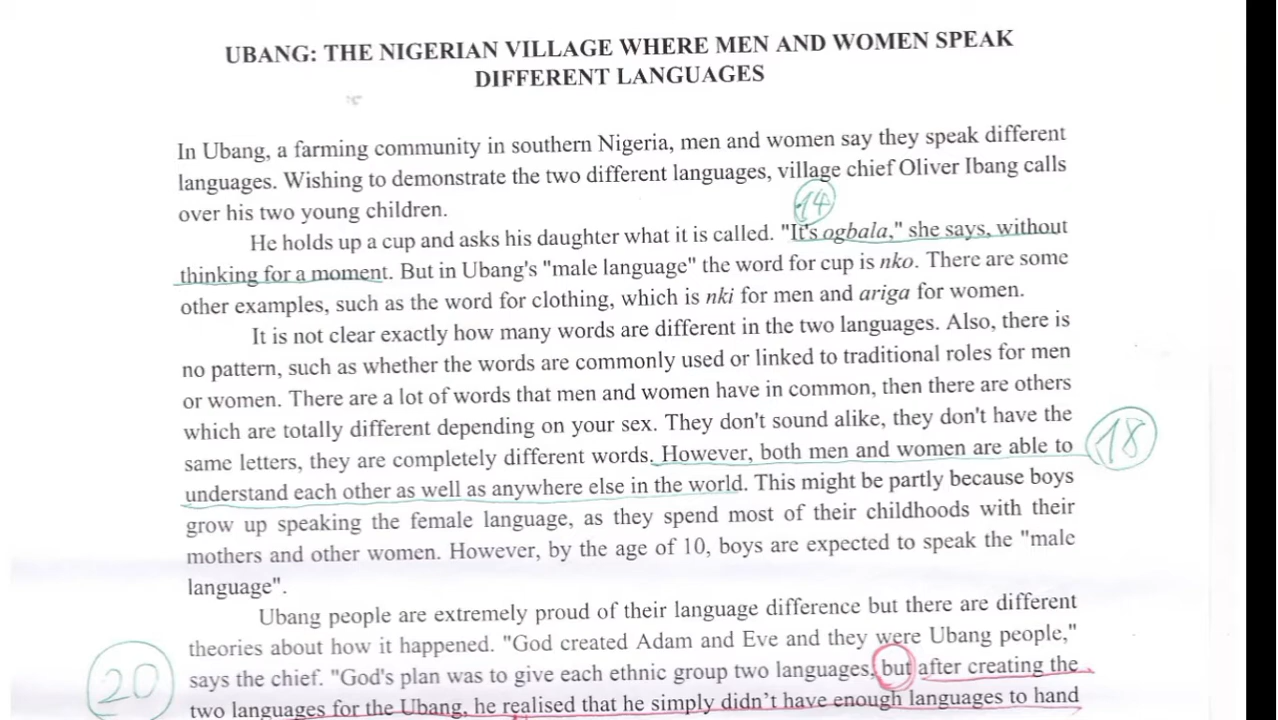 UBANG: THE NIGERIAN VILLAGE WHERE MEN AND WOMEN SPEAK
DIFFERENT LANGUAGES
In Ubang, a farming community in southern Nigeria, men and women say they speak different
languages. Wishing to demonstrate the two different languages, village chief Oliver Ibang calls
over his two young children.
14
He holds up a cup and asks his daughter what it is called. "It's ogbala," she says, without
thinking for a moment. But in Ubang's "male language" the word for cup is nko. There are some
other examples, such as the word for clothing, which is nki for men and ariga for women.
It is not clear exactly how many words are different in the two languages. Also, there is
no pattern, such as whether the words are commonly used or linked to traditional roles for men
or women. There are a lot of words that men and women have in common, then there are others
which are totally different depending on your sex. They don't sound alike, they don't have the
same letters, they are completely different words. However, both men and women are able to
18
understand each other as well as anywhere else in the world. This might be partly because boys
grow up speaking the female language, as they spend most of their childhoods with their
mothers and other women. However, by the age of 10, boys are expected to speak the "male
language".
Ubang people are extremely proud of their language difference but there are different
theories about how it happened. "God created Adam and Eve and they were Ubang people,"
20
says the chief. "God's plan was to give each ethnic group two languages, but after creating the
two languages for the Ubang, he realised that he simply didn't have enough languages to hand